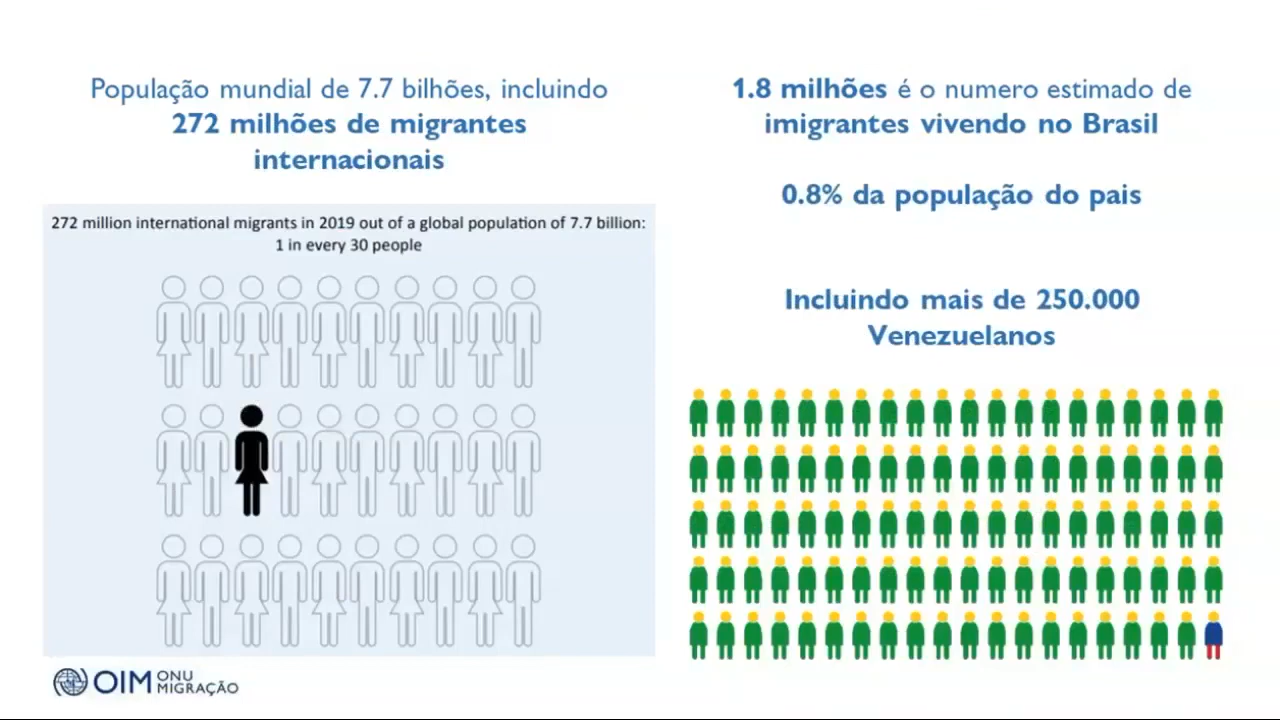 População mundial de 7.7 bilhões, incluindo
272 milhões de migrantes
internacionais
272 million international migrants in 2019 out of a global population of 7.7 billion:
1 in every 30 people
1.8 milhões é o numero estimado de
imigrantes vivendo no Brasil
0.8% da população do pais
Incluindo mais de 250.000
Venezuelanos
OIM ONU
MIGRAÇÃO